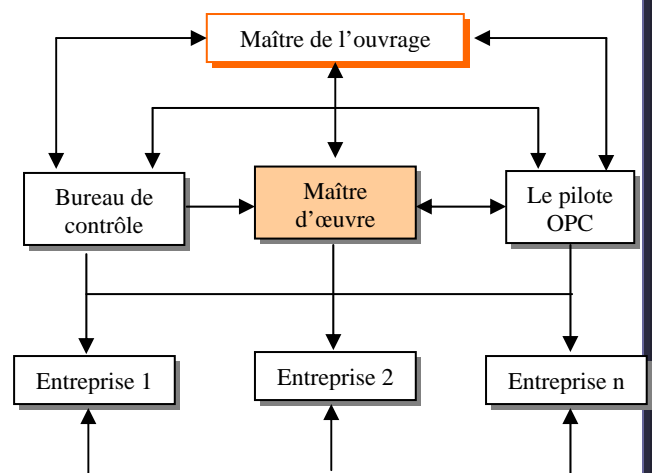 Maître de l’ouvrage
Bureau de
contrôle
Maître
d’œuvre
Le pilote
OPC
Entreprise 1
Entreprise 2
Entreprise n